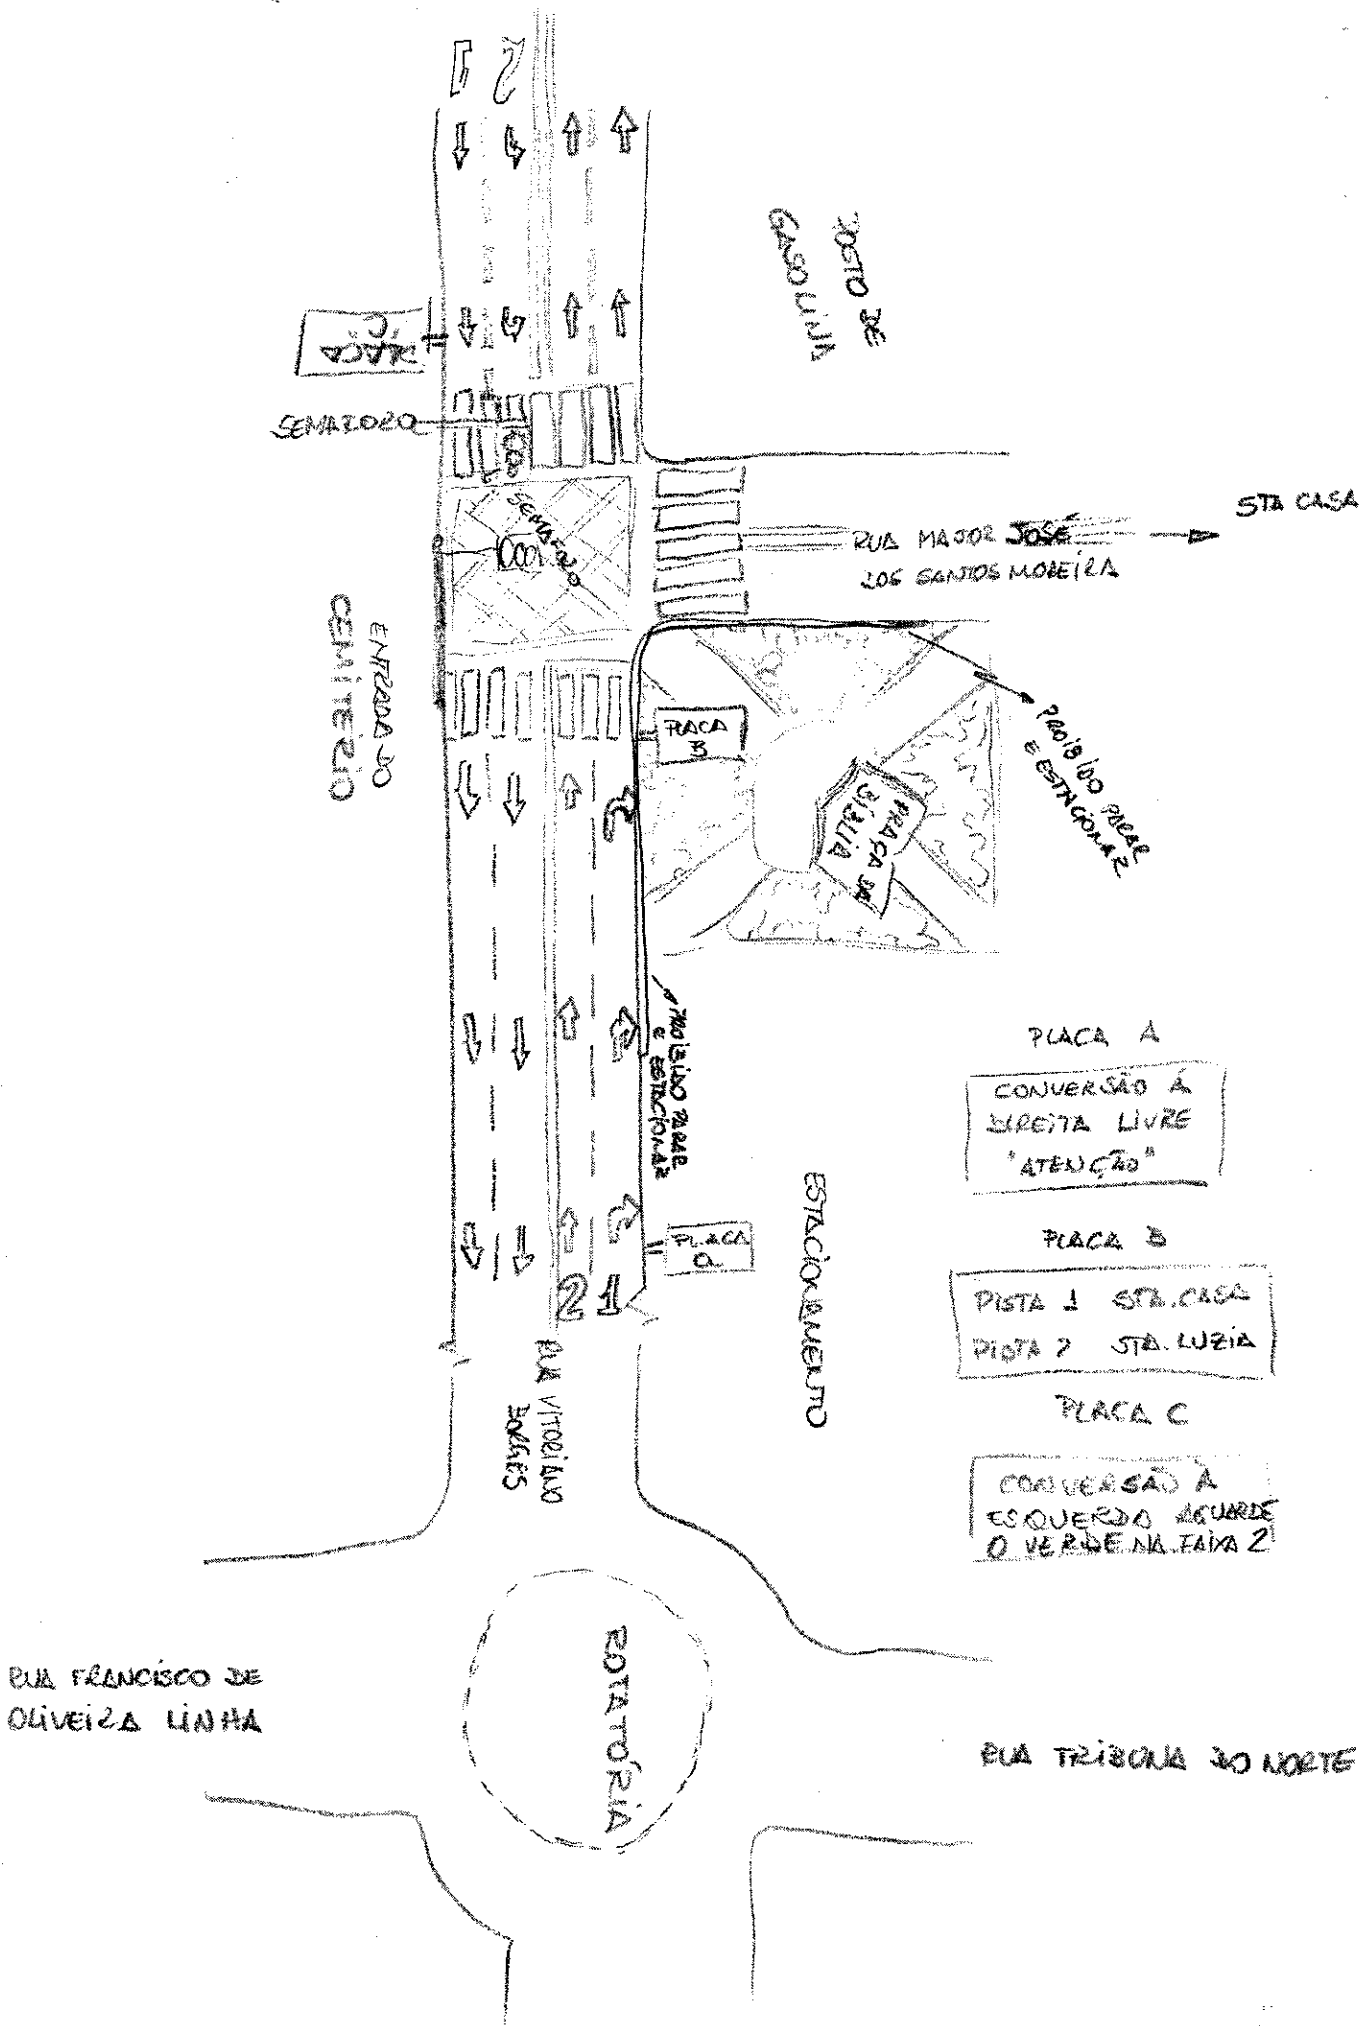 1 2
POSTO DE
GASOLINA
PLACA
C
SEMAFORO
SEMAFORO
STA CASA
RUA MAJOR JOSÉ
DOS SANTOS MOREIRA
ENTRADA DO
CEMITÉRIO
PLACA
B
PROIBIDO PARAR
E ESTACIONAR
PRAÇA DA
BÍBLIA
PROIBIDO PARAR
E ESTACIONAR
PLACA A
CONVERSÃO À
DIREITA LIVRE
"ATENÇÃO"
ESTACIONAMENTO
PLACA
a
2 1
PLACA B
PISTA 1 STA. CASA
PISTA 2 STA. LUZIA
RUA VITORIANO
BORGES
PLACA C
CONVERSÃO À
ESQUERDA AGUARDE
O VERDE NA FAIXA 2
ROTATÓRIA
RUA FRANCISCO DE
OLIVEIRA LINHA
RUA TRIBUNA DO NORTE